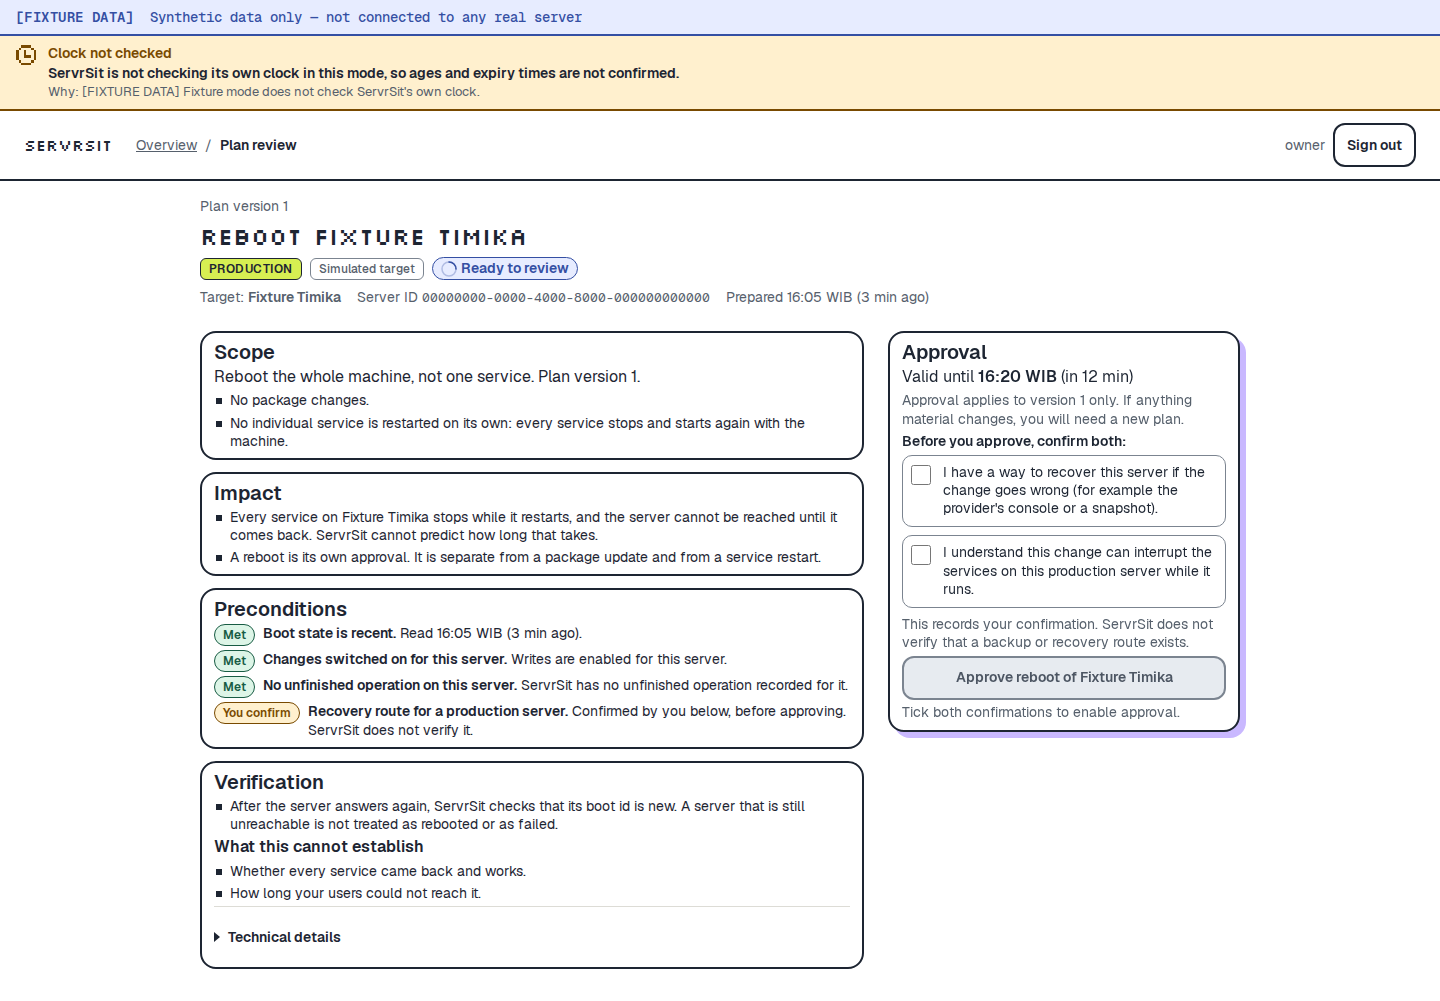 [FIXTURE DATA] Synthetic data only — not connected to any real server
Clock not checked
ServrSit is not checking its own clock in this mode, so ages and expiry times are not confirmed.
Why: [FIXTURE DATA] Fixture mode does not check ServrSit's own clock.
SERVRSIT
Overview / Plan review
owner
Sign out
Plan version 1
REBOOT FIXTURE TIMIKA
PRODUCTION
Simulated target
Ready to review
Target: Fixture Timika Server ID 00000000-0000-4000-8000-000000000000 Prepared 16:05 WIB (3 min ago)
Scope
Reboot the whole machine, not one service. Plan version 1.
No package changes.
No individual service is restarted on its own: every service stops and starts again with the
machine.
Impact
Every service on Fixture Timika stops while it restarts, and the server cannot be reached until it
comes back. ServrSit cannot predict how long that takes.
A reboot is its own approval. It is separate from a package update and from a service restart.
Preconditions
Met Boot state is recent. Read 16:05 WIB (3 min ago).
Met Changes switched on for this server. Writes are enabled for this server.
Met No unfinished operation on this server. ServrSit has no unfinished operation recorded for it.
You confirm Recovery route for a production server. Confirmed by you below, before approving.
ServrSit does not verify it.
Verification
After the server answers again, ServrSit checks that its boot id is new. A server that is still
unreachable is not treated as rebooted or as failed.
What this cannot establish
Whether every service came back and works.
How long your users could not reach it.
Technical details
Approval
Valid until 16:20 WIB (in 12 min)
Approval applies to version 1 only. If anything
material changes, you will need a new plan.
Before you approve, confirm both:
I have a way to recover this server if the
change goes wrong (for example the
provider's console or a snapshot).
I understand this change can interrupt the
services on this production server while it
runs.
This records your confirmation. ServrSit does not
verify that a backup or recovery route exists.
Approve reboot of Fixture Timika
Tick both confirmations to enable approval.